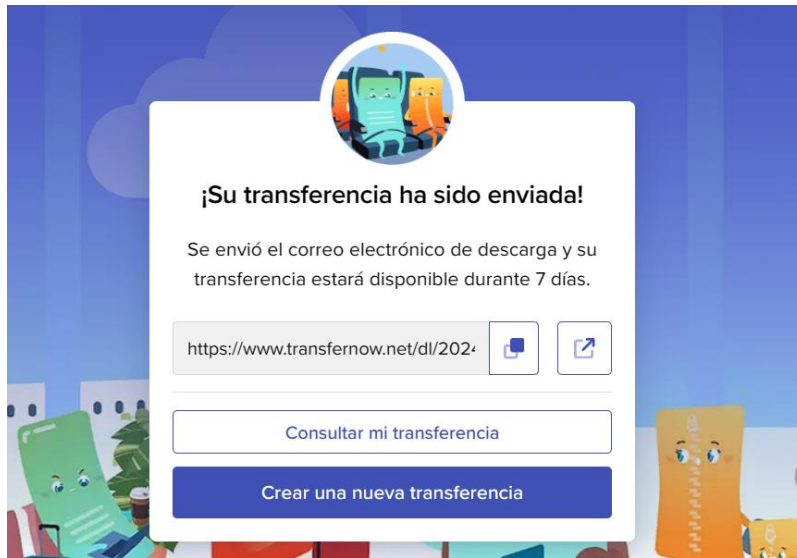 ¡Su transferencia ha sido enviada!
Se envió el correo electrónico de descarga y su
transferencia estará disponible durante 7 días.
https://www.transfernow.net/dl/2024
Consultar mi transferencia
Crear una nueva transferencia